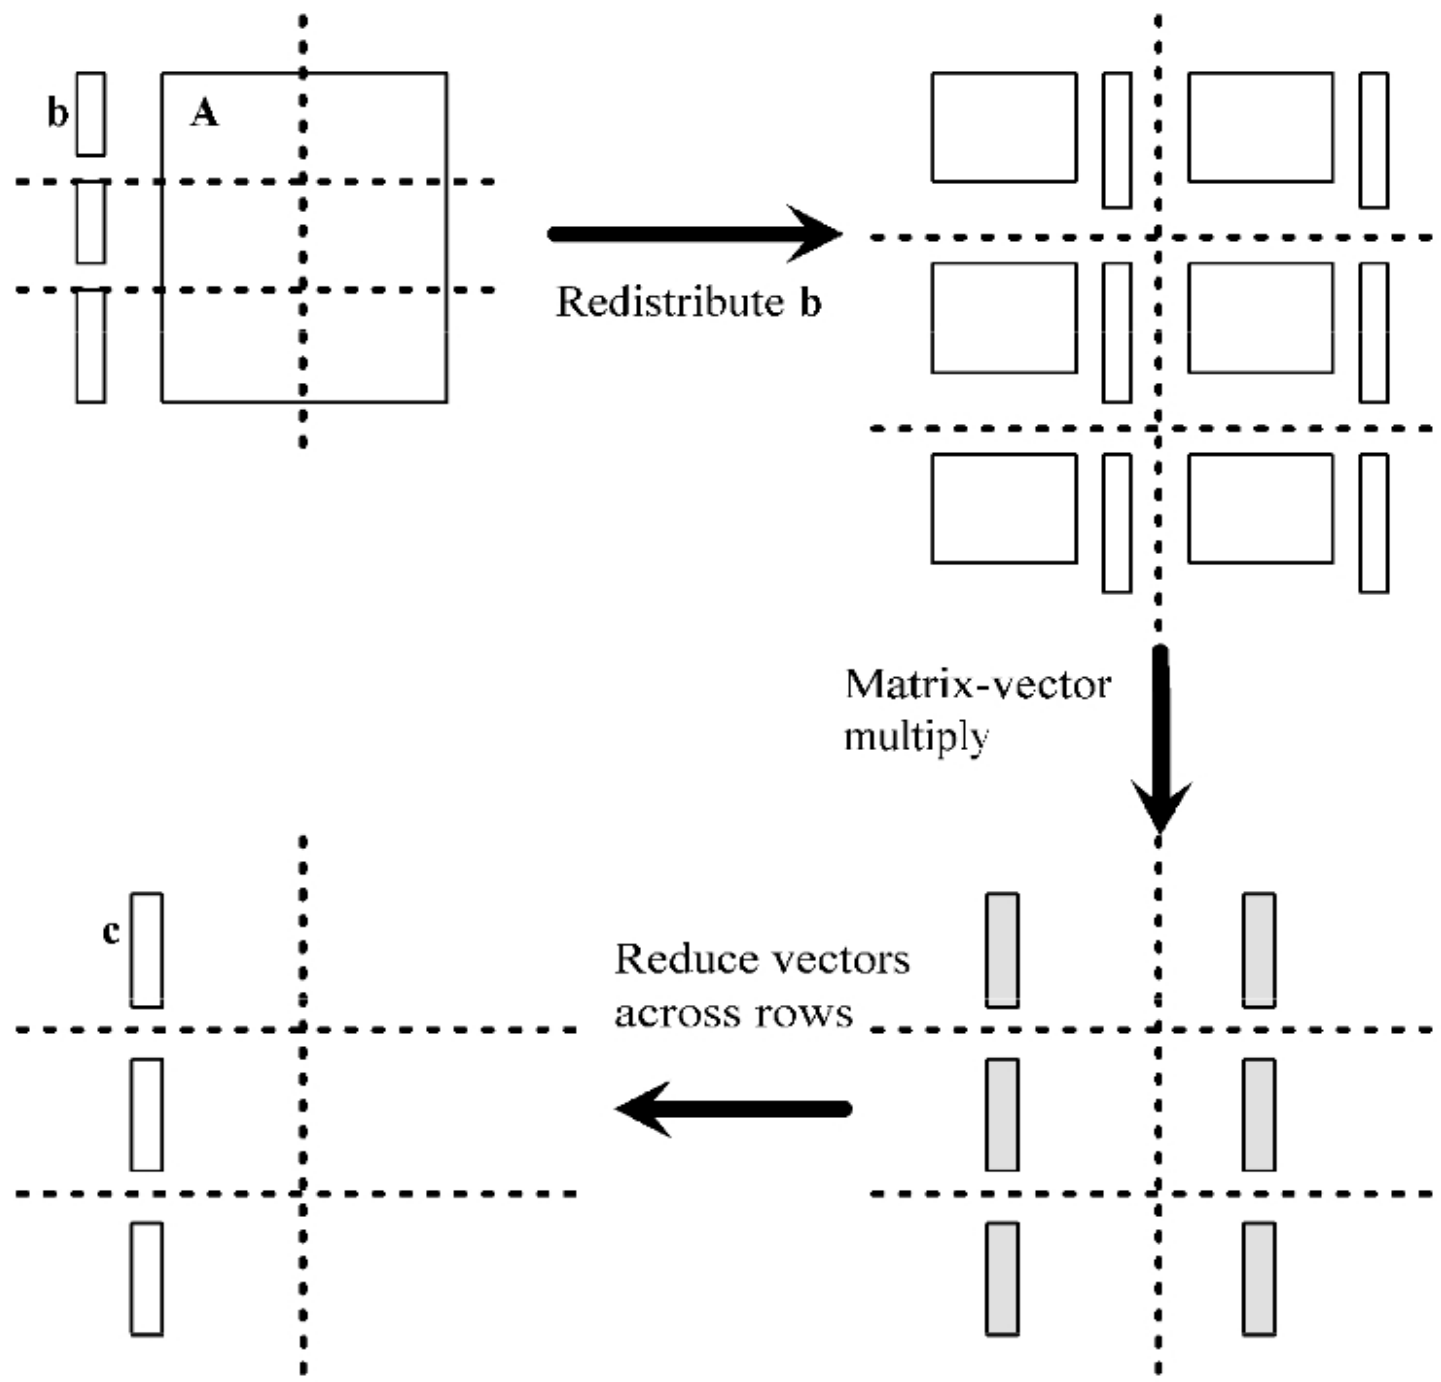 b
A
Redistribute b
Matrix-vector
multiply
c
Reduce vectors
across rows